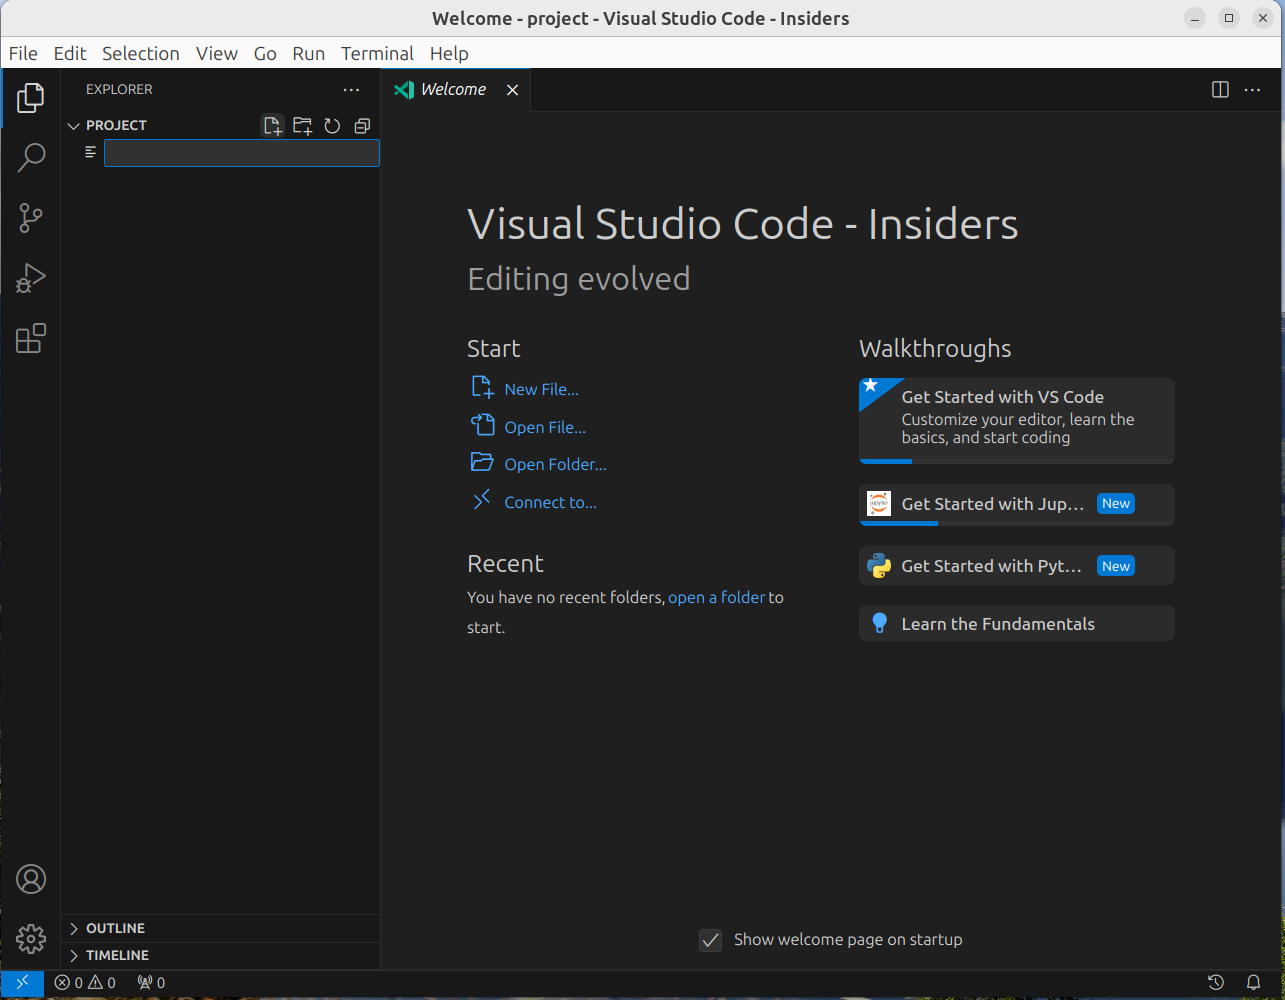 Welcome - project - Visual Studio Code - Insiders
File Edit Selection View Go Run Terminal Help
EXPLORER
Welcome
PROJECT
Visual Studio Code - Insiders
Editing evolved
Start
New File...
Open File...
Open Folder...
Connect to...
Recent
You have no recent folders, open a folder to
start.
Walkthroughs
Get Started with VS Code
Customize your editor, learn the
basics, and start coding
Get Started with Jup... New
Get Started with Pyt... New
Learn the Fundamentals
Show welcome page on startup
OUTLINE
TIMELINE
0 0 0